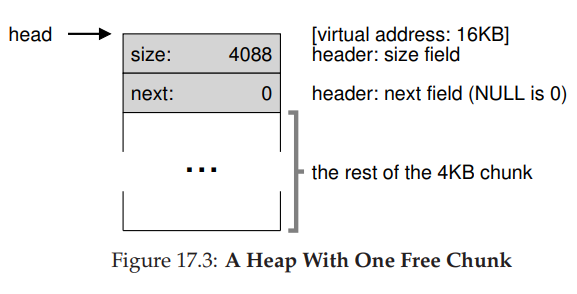 head
[virtual address: 16KB]
size: 4088 header: size field
next: 0 header: next field (NULL is 0)
... the rest of the 4KB chunk
Figure 17.3: A Heap With One Free Chunk